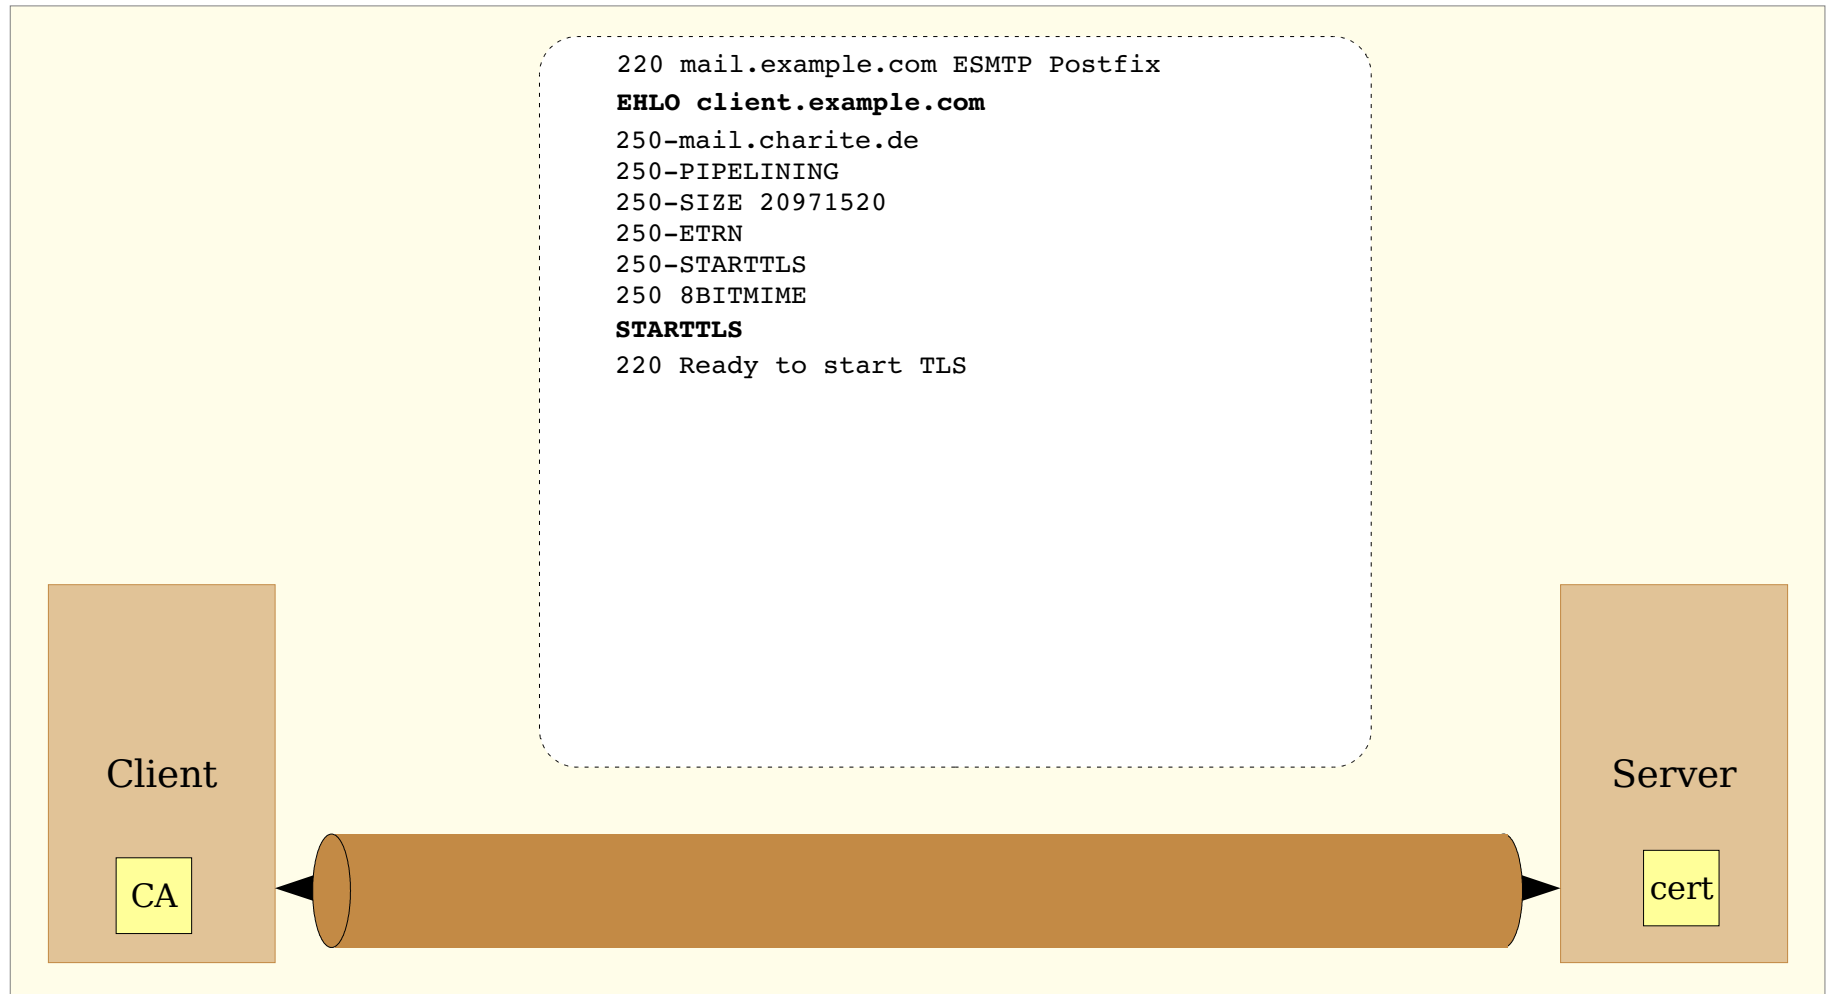 220 mail.example.com ESMTP Postfix
EHLO client.example.com
250-mail.charite.de
250-PIPELINING
250-SIZE 20971520
250-ETRN
250-STARTTLS
250 8BITMIME
STARTTLS
220 Ready to start TLS
Client
Server
CA
cert